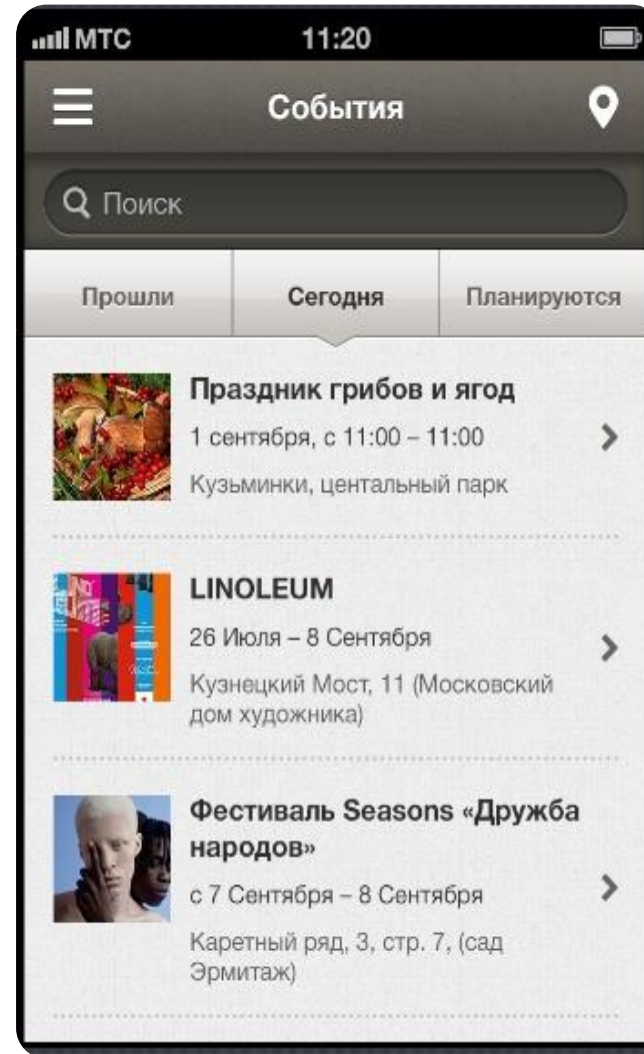 МТС 11:20
События
Поиск
Прошли Сегодня Планируются
Праздник грибов и ягод
1 сентября, с 11:00 – 11:00
Кузьминки, центальный парк
LINOLEUM
26 Июля – 8 Сентября
Кузнецкий Мост, 11 (Московский
дом художника)
Фестиваль Seasons «Дружба
народов»
с 7 Сентября – 8 Сентября
Каретный ряд, 3, стр. 7, (сад
Эрмитаж)